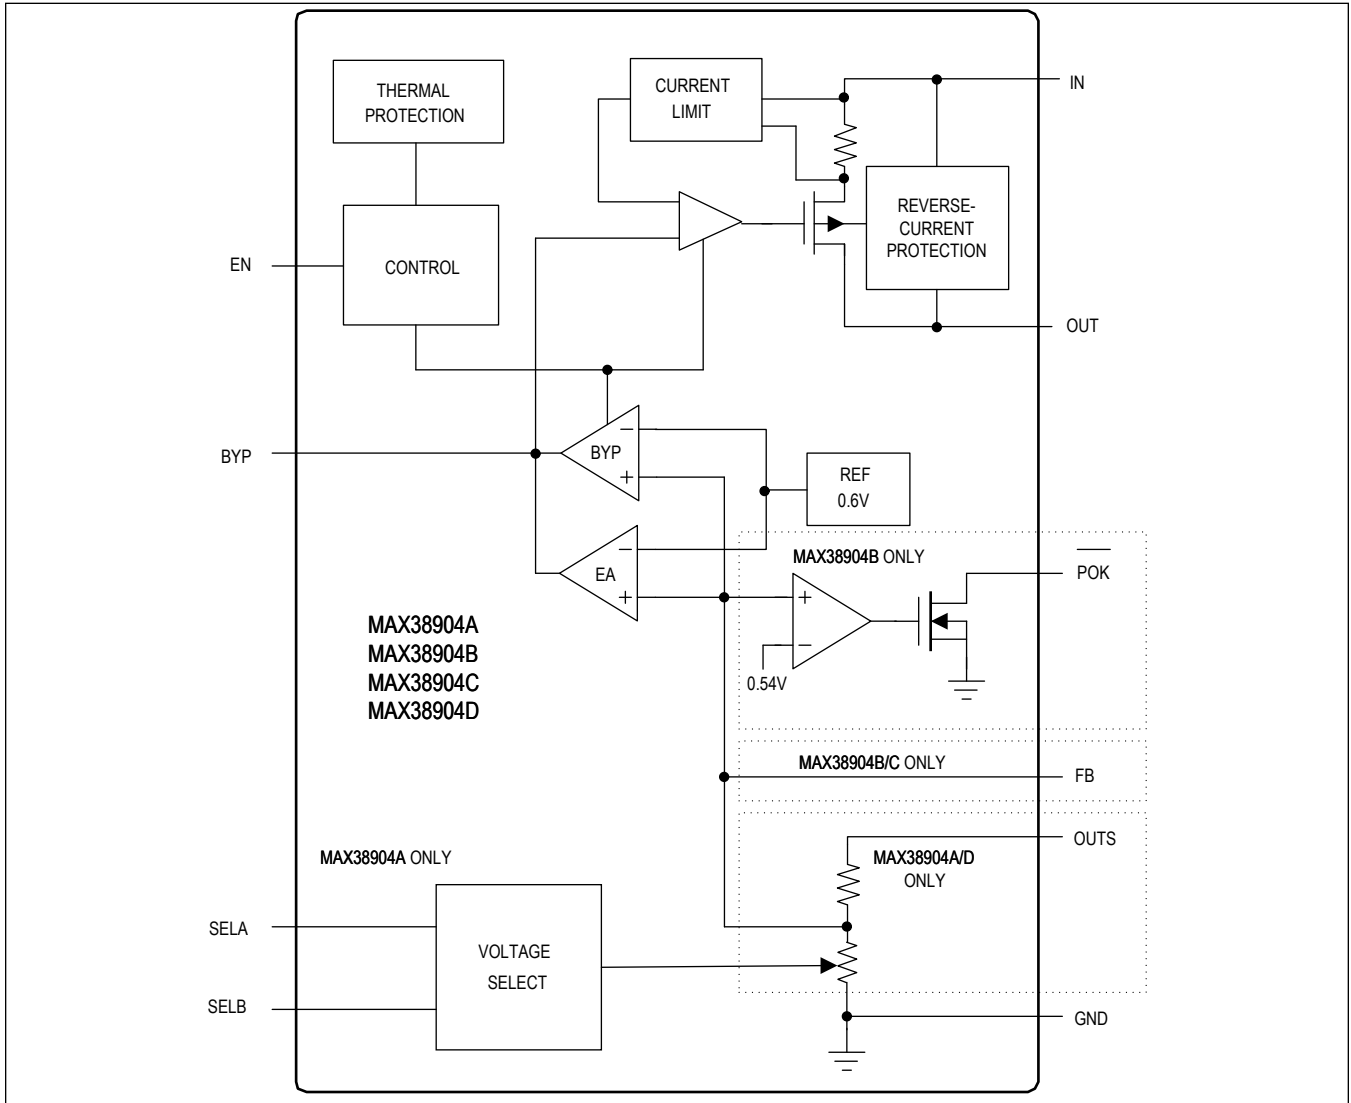 THERMAL
PROTECTION
CURRENT
LIMIT
IN
REVERSE-
CURRENT
PROTECTION
EN
CONTROL
OUT
BYP
BYP
−
+
REF
0.6V
EA
−
+
MAX38904B ONLY
POK
+
−
0.54V
MAX38904A
MAX38904B
MAX38904C
MAX38904D
MAX38904B/C ONLY
FB
OUTS
MAX38904A/D
ONLY
MAX38904A ONLY
SELA
VOLTAGE
SELECT
SELB
GND